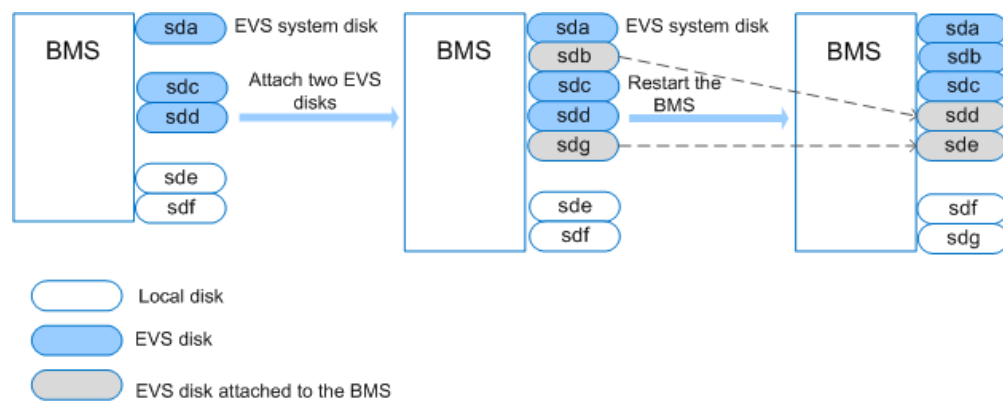 BMS
sda
EVS system disk
sdc
sdd
sde
sdf
Attach two EVS
disks
BMS
sda
EVS system disk
sdb
sdc
sdd
sdg
sde
sdf
Restart the
BMS
BMS
sda
sdb
sdc
sdd
sde
sdf
sdg
Local disk
EVS disk
EVS disk attached to the BMS